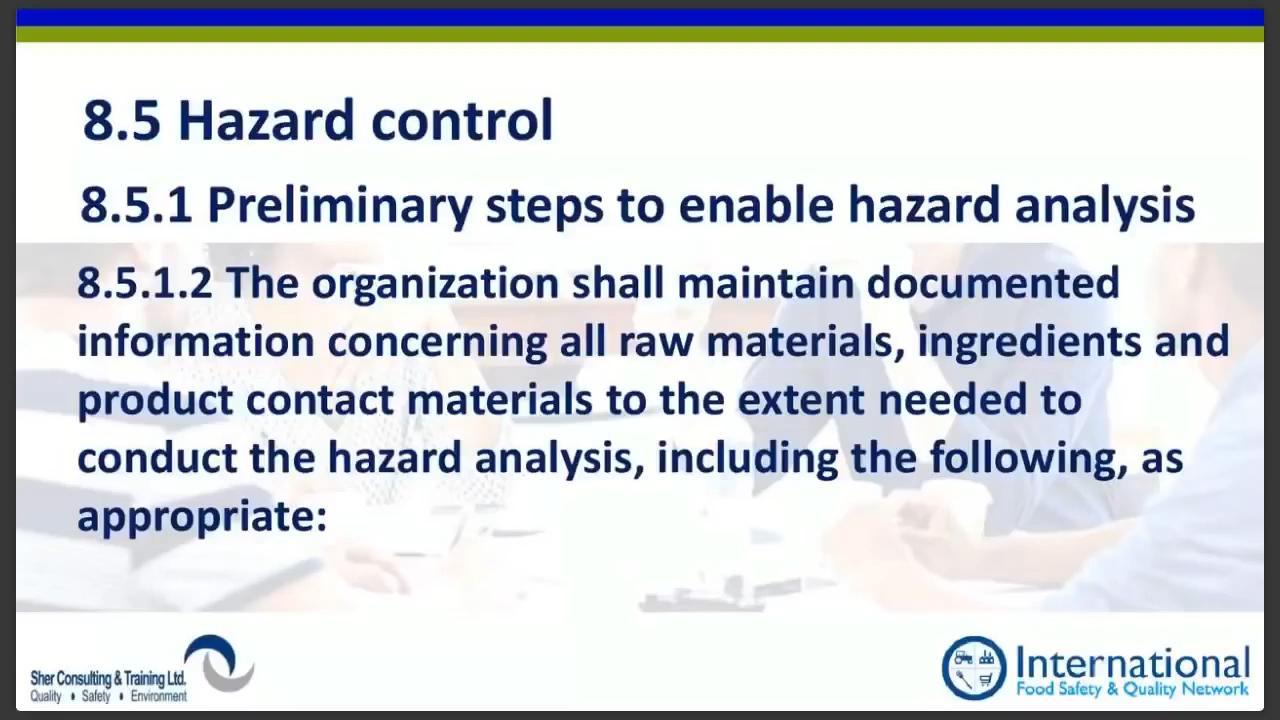 8.5 Hazard control
8.5.1 Preliminary steps to enable hazard analysis
8.5.1.2 The organization shall maintain documented
information concerning all raw materials, ingredients and
product contact materials to the extent needed to
conduct the hazard analysis, including the following, as
appropriate:
Sher Consulting & Training Ltd.
Quality • Safety • Environment
International
Food Safety & Quality Network